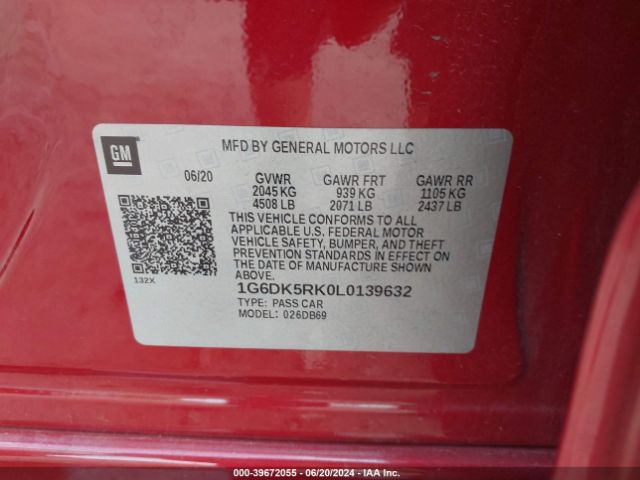 GM
MFD BY GENERAL MOTORS LLC
06/20
GVWR GAWR FRT GAWR RR
2045 KG 939 KG 1105 KG
4508 LB 2071 LB 2437 LB
THIS VEHICLE CONFORMS TO ALL
APPLICABLE U.S. FEDERAL MOTOR
VEHICLE SAFETY, BUMPER, AND THEFT
PREVENTION STANDARDS IN EFFECT ON
THE DATE OF MANUFACTURE SHOWN
ABOVE.
132X
1G6DK5RK0L0139632
TYPE: PASS CAR
MODEL: 026DB69
000-39672055 - 06/20/2024 - IAA Inc.